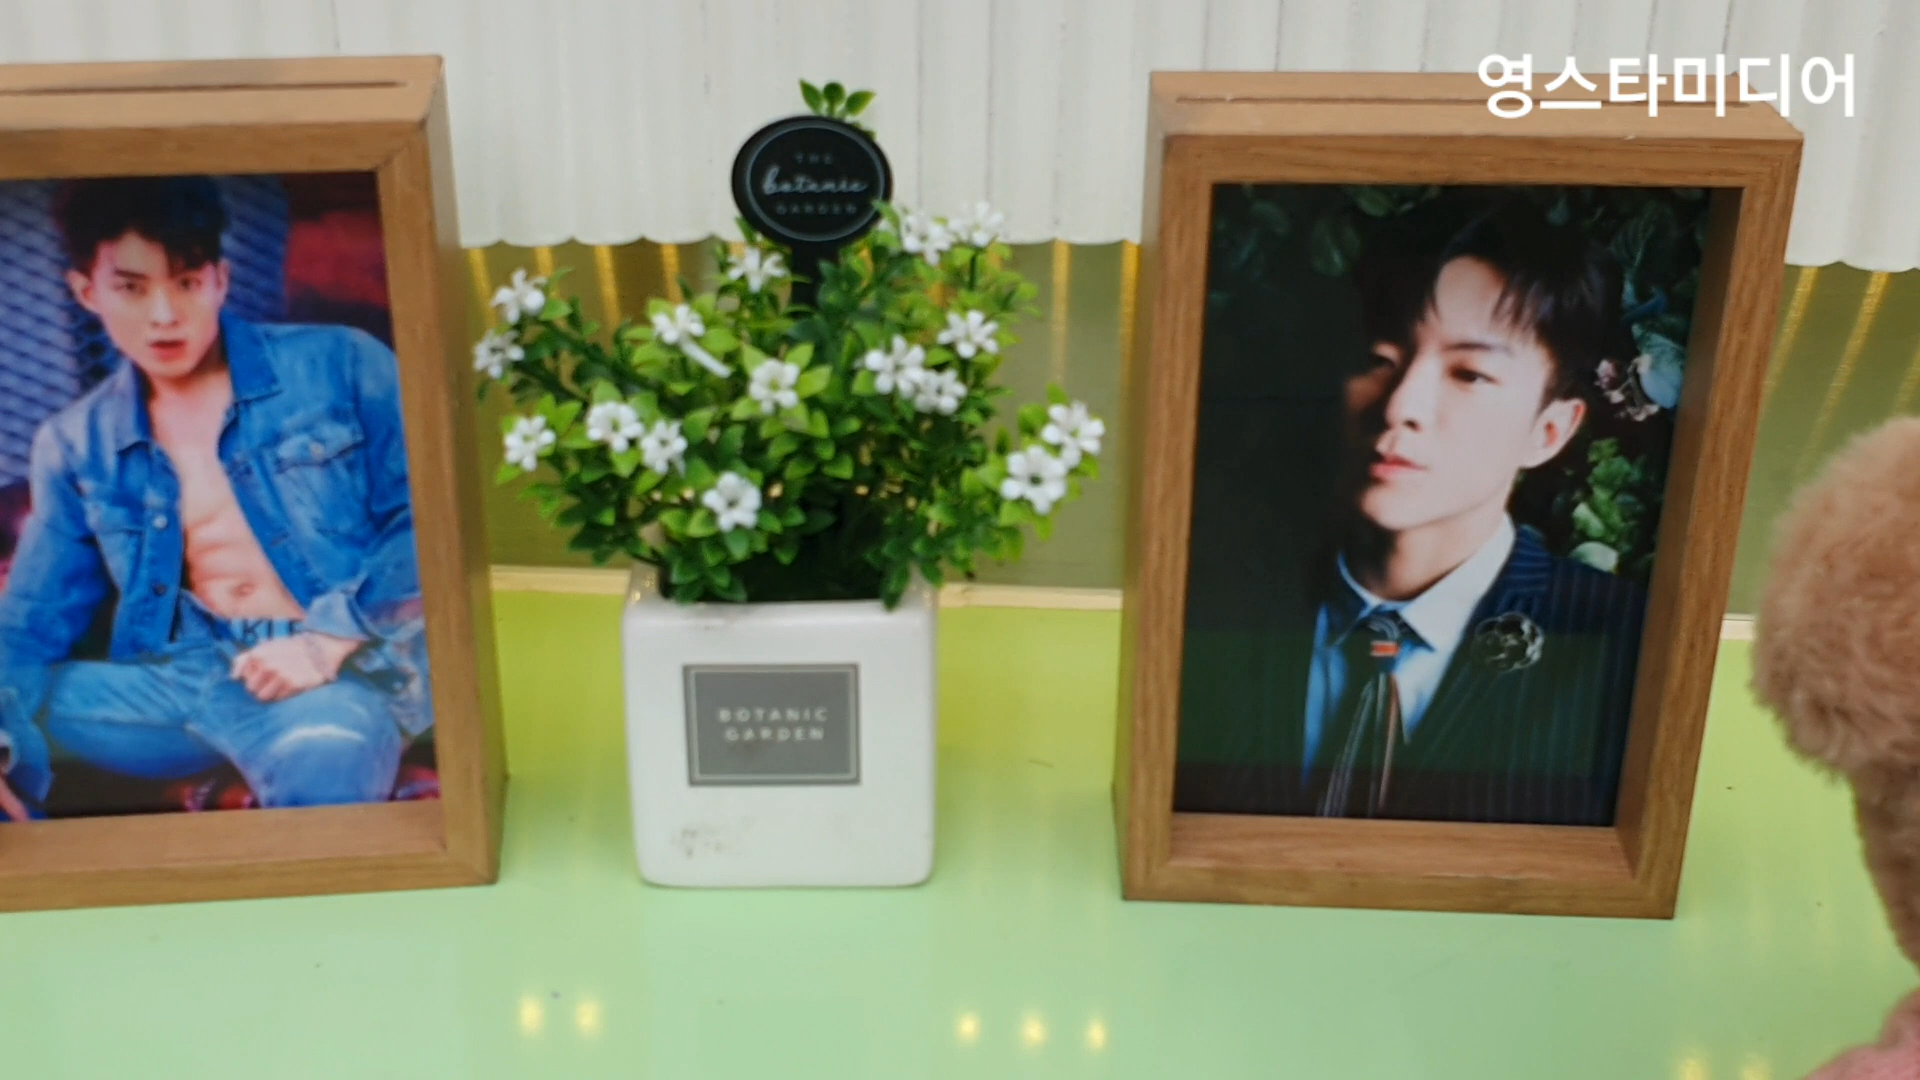 영스타미디어
THE
botanic
GARDEN
BOTANIC
GARDEN